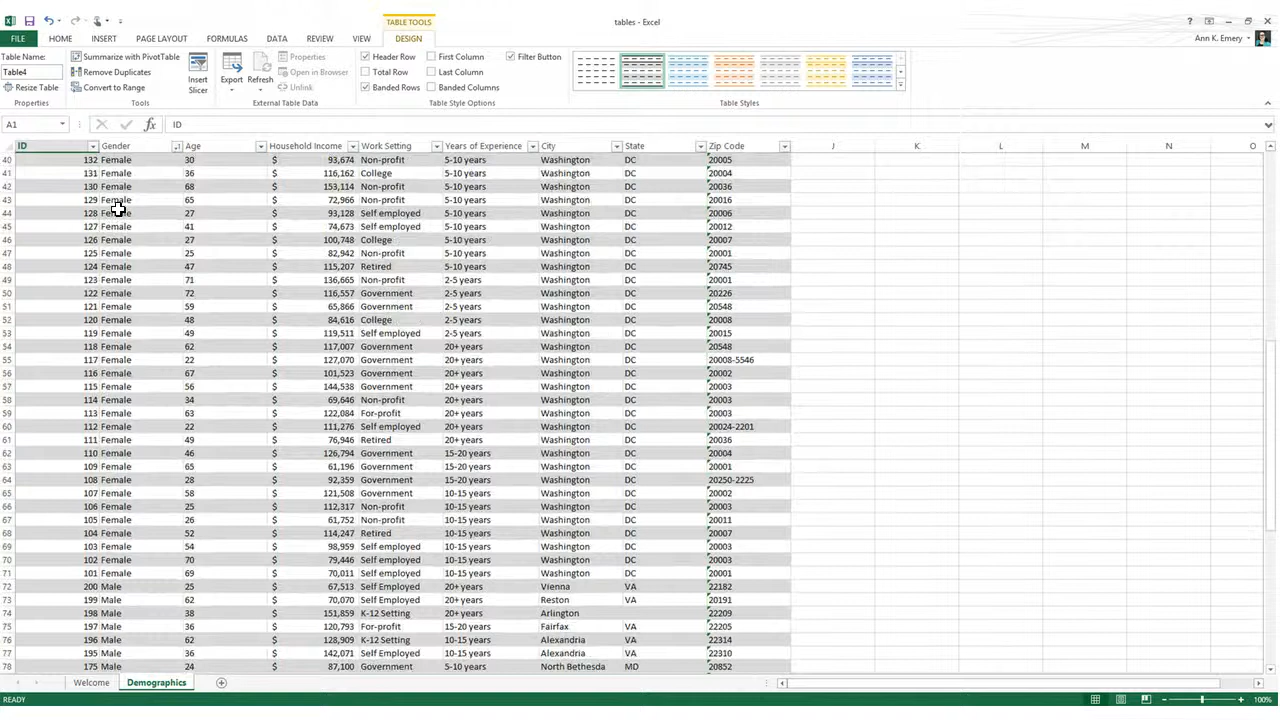 tables - Excel
TABLE TOOLS
FILE HOME INSERT PAGE LAYOUT FORMULAS DATA REVIEW VIEW DESIGN
Ann K. Emery
Table Name:
Table4
Resize Table
Properties
Summarize with PivotTable
Remove Duplicates
Convert to Range
Tools
Insert
Slicer
Export
Refresh
Properties
Open in Browser
Unlink
External Table Data
Header Row First Column Filter Button
Total Row Last Column
Banded Rows Banded Columns
Table Style Options
Table Styles
A1 fx ID
ID Gender Age Household Income Work Setting Years of Experience City State Zip Code J K L M N O
40 132 Female 30 $ 93,674 Non-profit 5-10 years Washington DC 20005
41 131 Female 36 $ 116,162 College 5-10 years Washington DC 20004
42 130 Female 68 $ 153,114 Non-profit 5-10 years Washington DC 20036
43 129 Female 65 $ 72,966 Non-profit 5-10 years Washington DC 20016
44 128 Female 27 $ 93,128 Self employed 5-10 years Washington DC 20006
45 127 Female 41 $ 74,673 Self employed 5-10 years Washington DC 20012
46 126 Female 27 $ 100,748 College 5-10 years Washington DC 20007
47 125 Female 25 $ 82,942 Non-profit 5-10 years Washington DC 20001
48 124 Female 47 $ 115,207 Retired 5-10 years Washington DC 20745
49 123 Female 71 $ 136,665 Non-profit 2-5 years Washington DC 20001
50 122 Female 72 $ 116,557 Government 2-5 years Washington DC 20226
51 121 Female 59 $ 65,866 Government 2-5 years Washington DC 20548
52 120 Female 48 $ 84,616 College 2-5 years Washington DC 20008
53 119 Female 49 $ 119,511 Self employed 2-5 years Washington DC 20015
54 118 Female 62 $ 117,007 Government 20+ years Washington DC 20548
55 117 Female 22 $ 127,070 Government 20+ years Washington DC 20008-5546
56 116 Female 67 $ 101,523 Government 20+ years Washington DC 20002
57 115 Female 56 $ 144,538 Government 20+ years Washington DC 20003
58 114 Female 34 $ 69,646 Non-profit 20+ years Washington DC 20003
59 113 Female 63 $ 122,084 For-profit 20+ years Washington DC 20003
60 112 Female 22 $ 111,276 Self employed 20+ years Washington DC 20024-2201
61 111 Female 49 $ 76,946 Retired 20+ years Washington DC 20036
62 110 Female 46 $ 126,794 Government 15-20 years Washington DC 20004
63 109 Female 65 $ 61,196 Government 15-20 years Washington DC 20001
64 108 Female 28 $ 92,359 Government 15-20 years Washington DC 20250-2225
65 107 Female 58 $ 121,508 Government 10-15 years Washington DC 20002
66 106 Female 25 $ 112,317 Non-profit 10-15 years Washington DC 20003
67 105 Female 26 $ 61,752 Non-profit 10-15 years Washington DC 20011
68 104 Female 52 $ 114,247 Retired 10-15 years Washington DC 20007
69 103 Female 54 $ 98,959 Self employed 10-15 years Washington DC 20003
70 102 Female 70 $ 79,446 Self employed 10-15 years Washington DC 20003
71 101 Female 69 $ 70,011 Self employed 10-15 years Washington DC 20001
72 200 Male 25 $ 67,513 Self Employed 20+ years Vienna VA 22182
73 199 Male 62 $ 70,070 Self Employed 20+ years Reston VA 20191
74 198 Male 38 $ 151,859 K-12 Setting 20+ years Arlington 22209
75 197 Male 36 $ 120,793 For-profit 15-20 years Fairfax VA 22205
76 196 Male 62 $ 128,909 K-12 Setting 10-15 years Alexandria VA 22314
77 195 Male 36 $ 142,071 Self Employed 10-15 years Alexandria VA 22310
78 175 Male 24 $ 87,100 Government 5-10 years North Bethesda MD 20852
Welcome Demographics
READY 100%